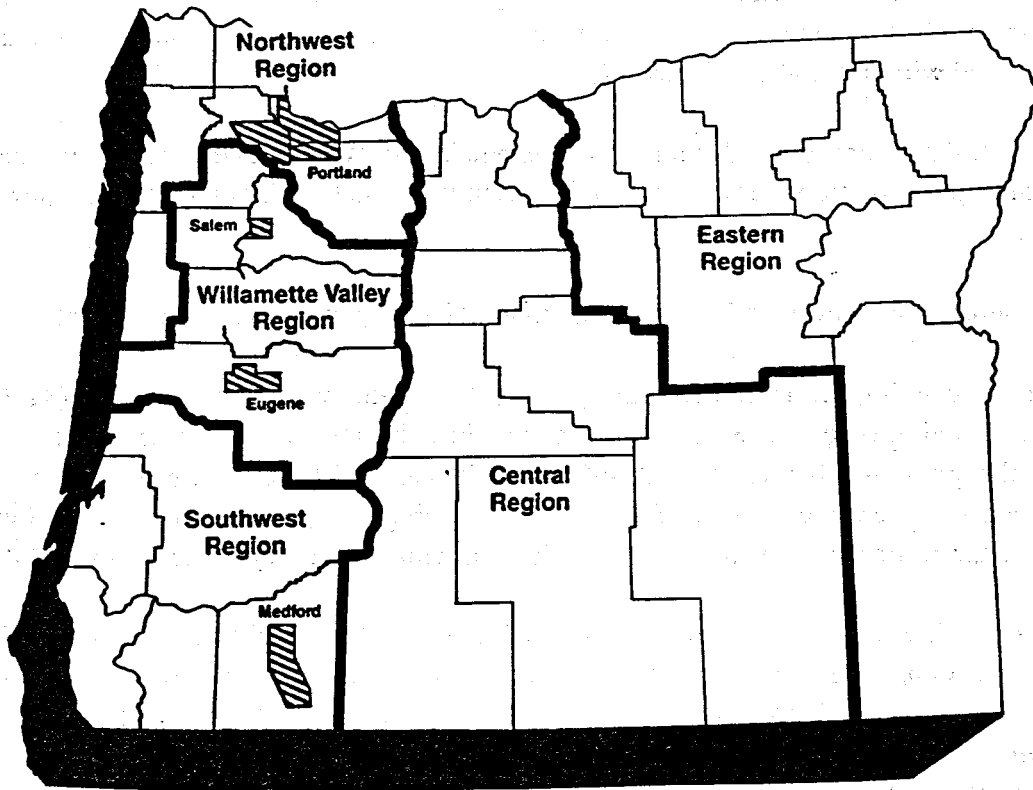 Northwest
Region
Portland
Salem
Eastern
Region
Willamette Valley
Region
Eugene
Central
Region
Southwest
Region
Medford